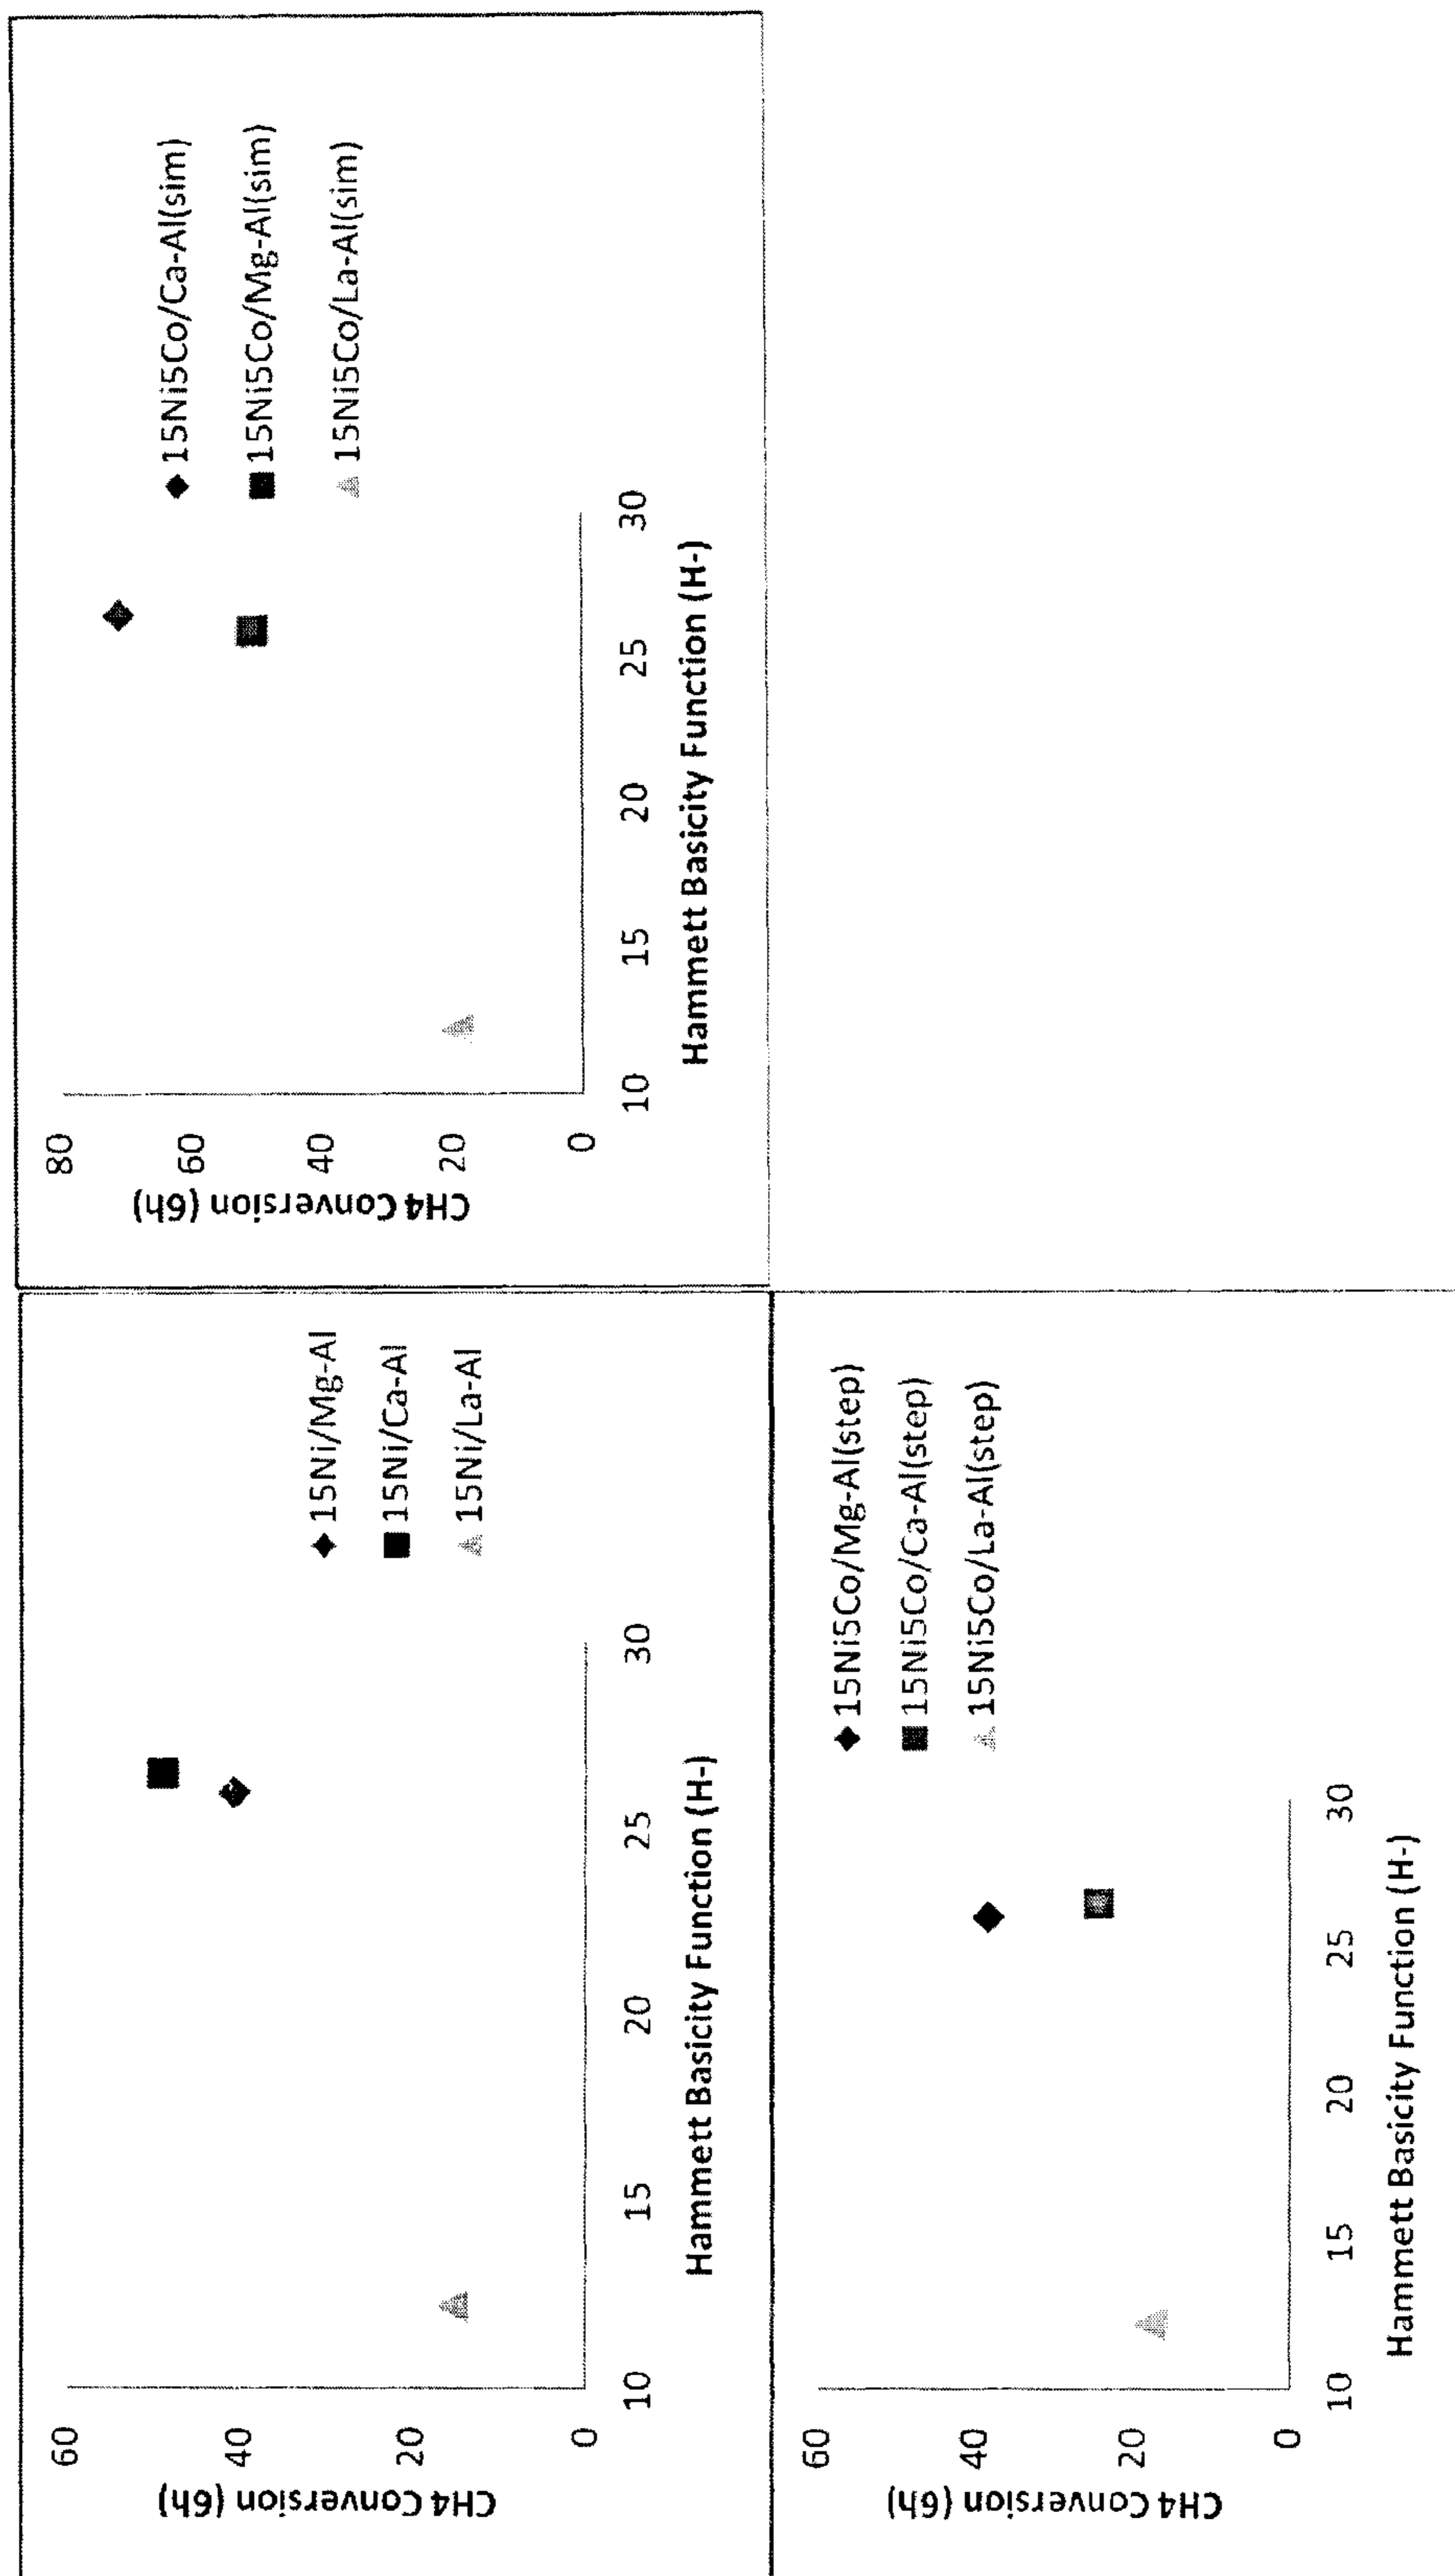 CH4 Conversion (6h)
60
40
20
0
10
15
20
25
30
Hammett Basicity Function (H-)
15Ni/Mg-Al
15Ni/Ca-Al
15Ni/La-Al
CH4 Conversion (6h)
80
60
40
20
0
10
15
20
25
30
Hammett Basicity Function (H-)
15Ni5Co/Ca-Al(sim)
15Ni5Co/Mg-Al(sim)
15Ni5Co/La-Al(sim)
CH4 Conversion (6h)
60
40
20
0
10
15
20
25
30
Hammett Basicity Function (H-)
15Ni5Co/Mg-Al(step)
15Ni5Co/Ca-Al(step)
15Ni5Co/La-Al(step)